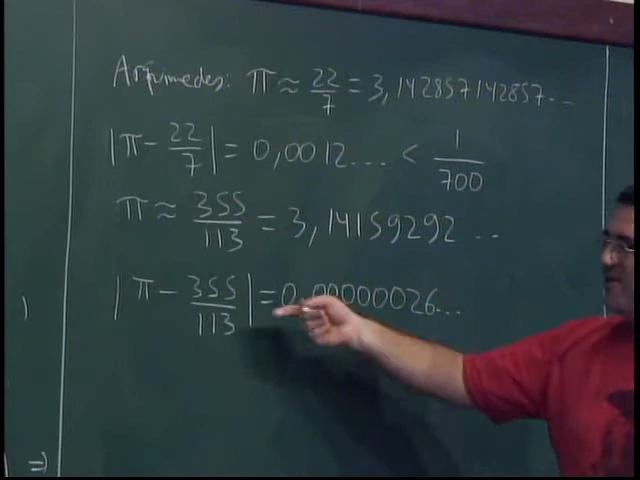 Arquimedes: π ≈ 22/7 = 3,142857142857...
|π - 22/7| = 0,0012.... < 1/700
π ≈ 355/113 = 3,14159292 ...
|π - 355/113| = 0,00000026...
)
) ⇒